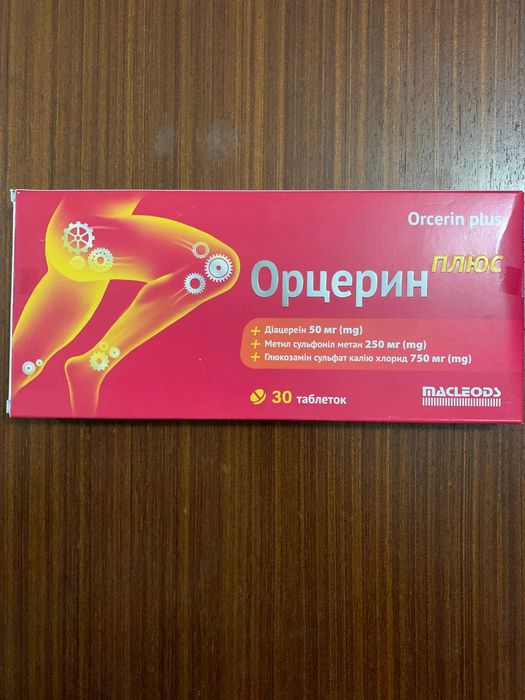 Orcerin plus
Орцерин
плюс
+ Діацереїн 50 мг (mg)
+ Метил сульфоніл метан 250 мг (mg)
+ Глюкозамін сульфат калію хлорид 750 мг (mg)
30 таблеток
MACLEODS